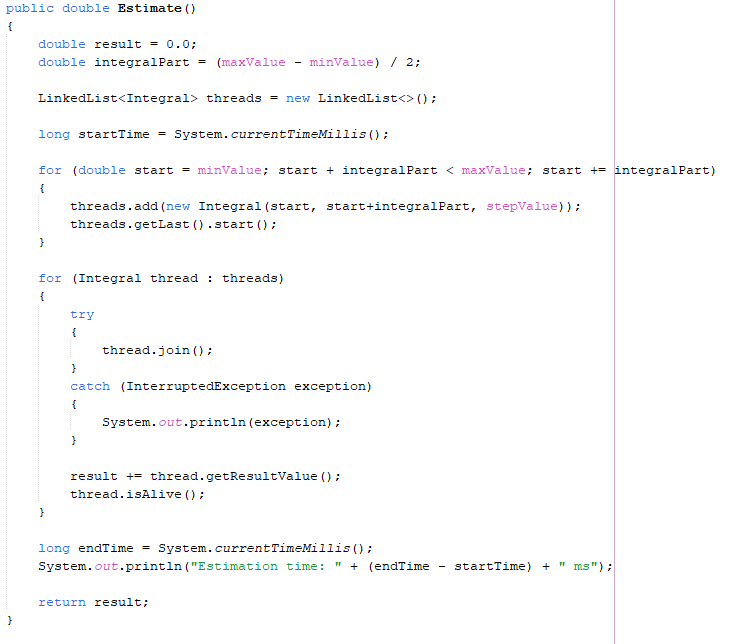 public double Estimate()
{
    double result = 0.0;
    double integralPart = (maxValue - minValue) / 2;

    LinkedList<Integral> threads = new LinkedList<>();

    long startTime = System.currentTimeMillis();

    for (double start = minValue; start + integralPart < maxValue; start += integralPart)
    {
        threads.add(new Integral(start, start+integralPart, stepValue));
        threads.getLast().start();
    }

    for (Integral thread : threads)
    {
        try
        {
            thread.join();
        }
        catch (InterruptedException exception)
        {
            System.out.println(exception);
        }

        result += thread.getResultValue();
        thread.isAlive();
    }

    long endTime = System.currentTimeMillis();
    System.out.println("Estimation time: " + (endTime - startTime) + " ms");

    return result;
}